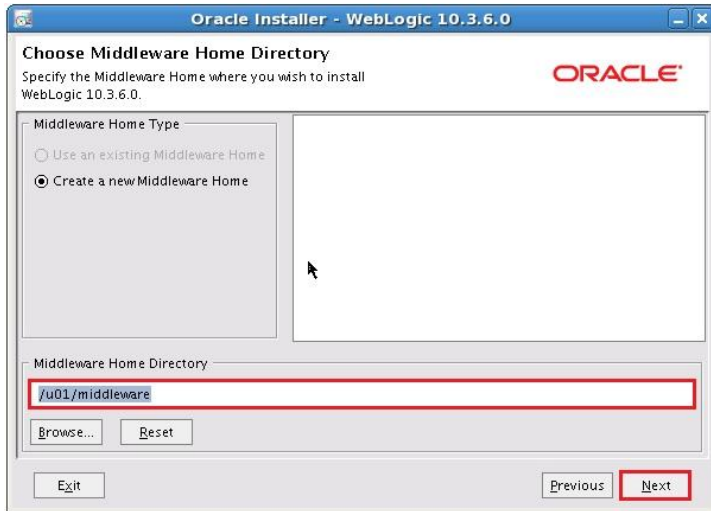 Oracle Installer - WebLogic 10.3.6.0
Choose Middleware Home Directory
Specify the Middleware Home where you wish to install
WebLogic 10.3.6.0.
ORACLE
Middleware Home Type
Use an existing Middleware Home
Create a new Middleware Home
Middleware Home Directory
/u01/middleware
Browse...
Reset
Exit
Previous
Next